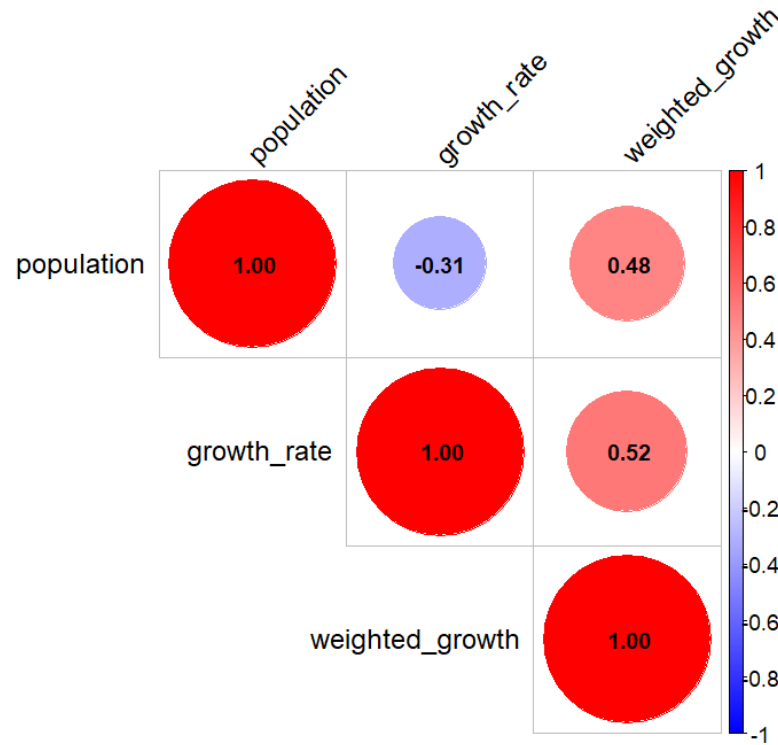 population
growth_rate
weighted_growth
population
1.00
-0.31
0.48
growth_rate
1.00
0.52
weighted_growth
1.00
1
0.8
0.6
0.4
0.2
0
-0.2
-0.4
-0.6
-0.8
-1